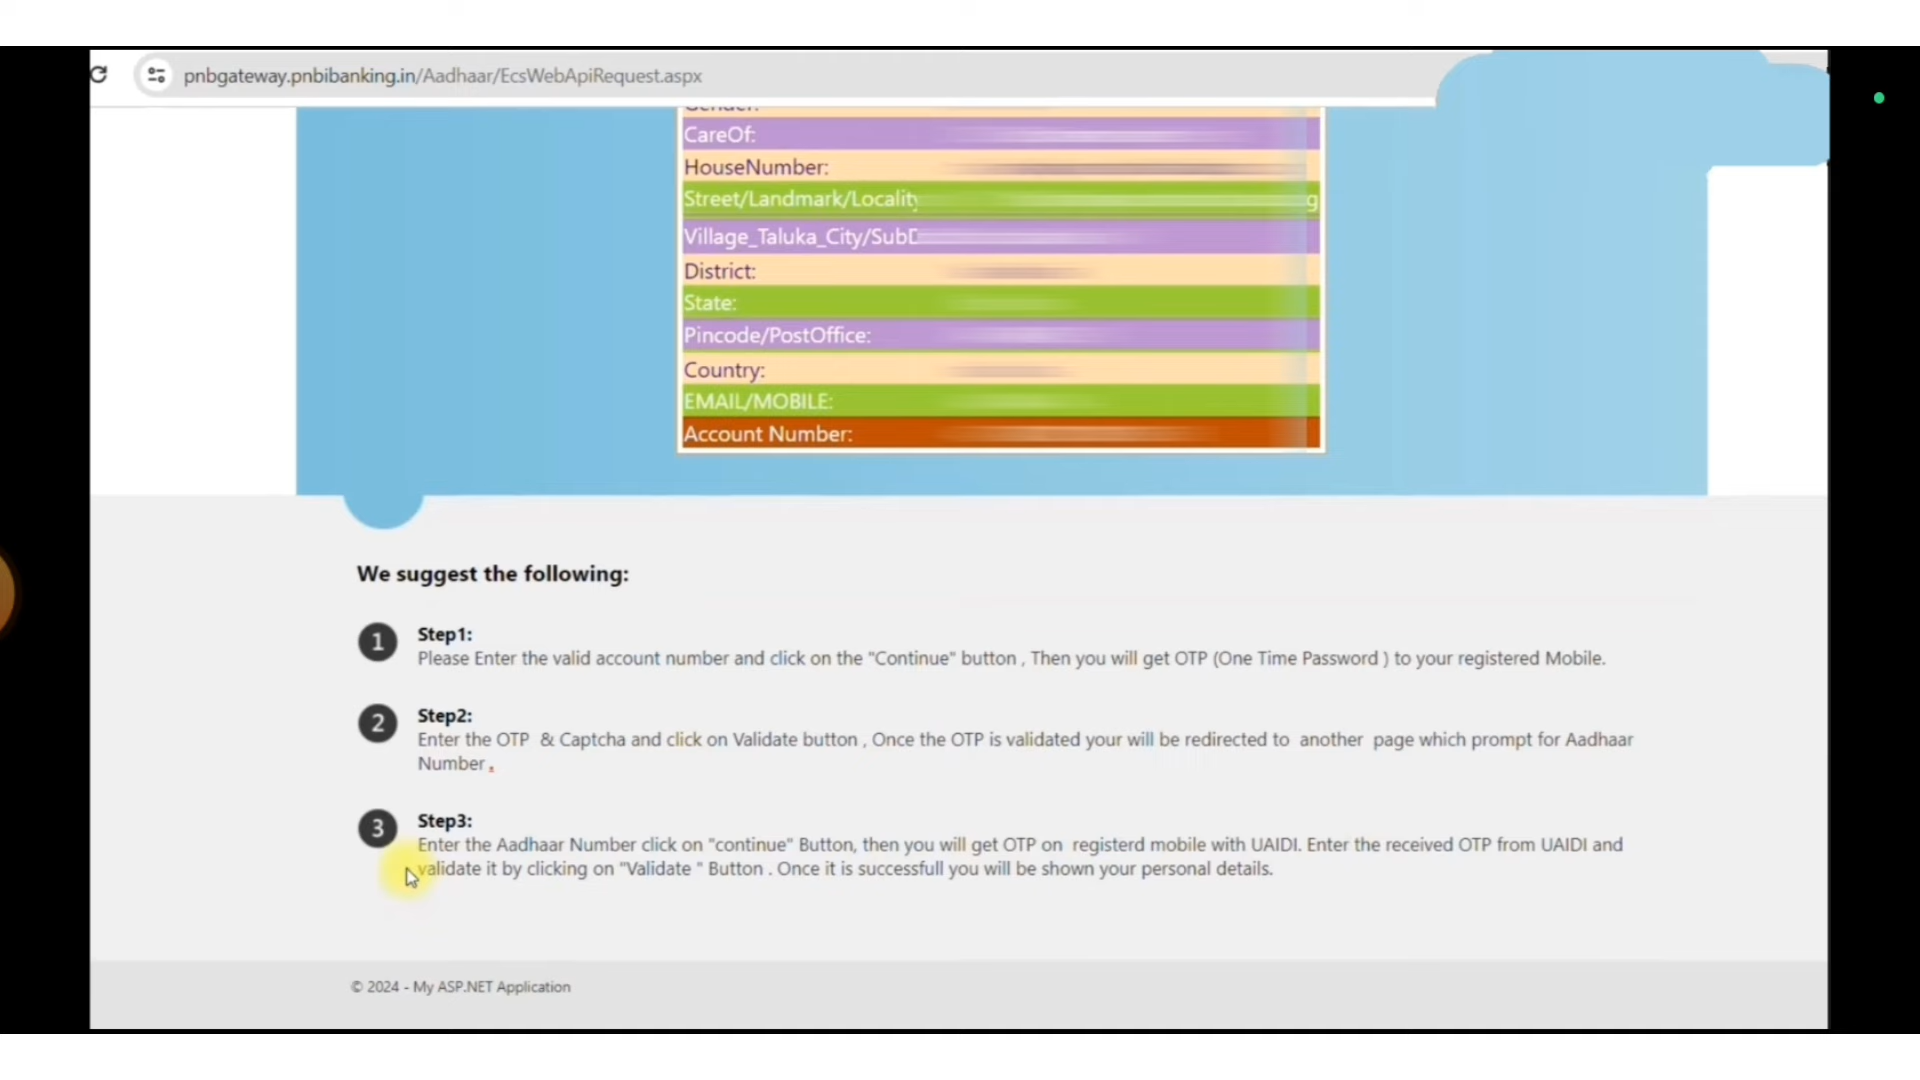 pnbgateway.pnbibanking.in/Aadhaar/EcsWebApiRequest.aspx
Gender:
CareOf:
HouseNumber:
Street/Landmark/Locality
Village_Taluka_City/SubD
District:
State:
Pincode/PostOffice:
Country:
EMAIL/MOBILE:
Account Number:
We suggest the following:
1 Step1:
Please Enter the valid account number and click on the "Continue" button , Then you will get OTP (One Time Password ) to your registered Mobile.
2 Step2:
Enter the OTP & Captcha and click on Validate button , Once the OTP is validated your will be redirected to another page which prompt for Aadhaar
Number .
3 Step3:
Enter the Aadhaar Number click on "continue" Button, then you will get OTP on registerd mobile with UAIDI. Enter the received OTP from UAIDI and
validate it by clicking on "Validate " Button . Once it is successfull you will be shown your personal details.
© 2024 - My ASP.NET Application